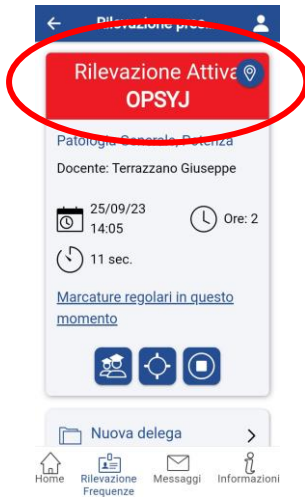 Rilevazione pres...
Rilevazione Attiva
OPSYJ
Patologia Generale, Potenza
Docente: Terrazzano Giuseppe
25/09/23
14:05
Ore: 2
11 sec.
Marcature regolari in questo
momento
Nuova delega
Home
Rilevazione
Frequenze
Messaggi
Informazioni